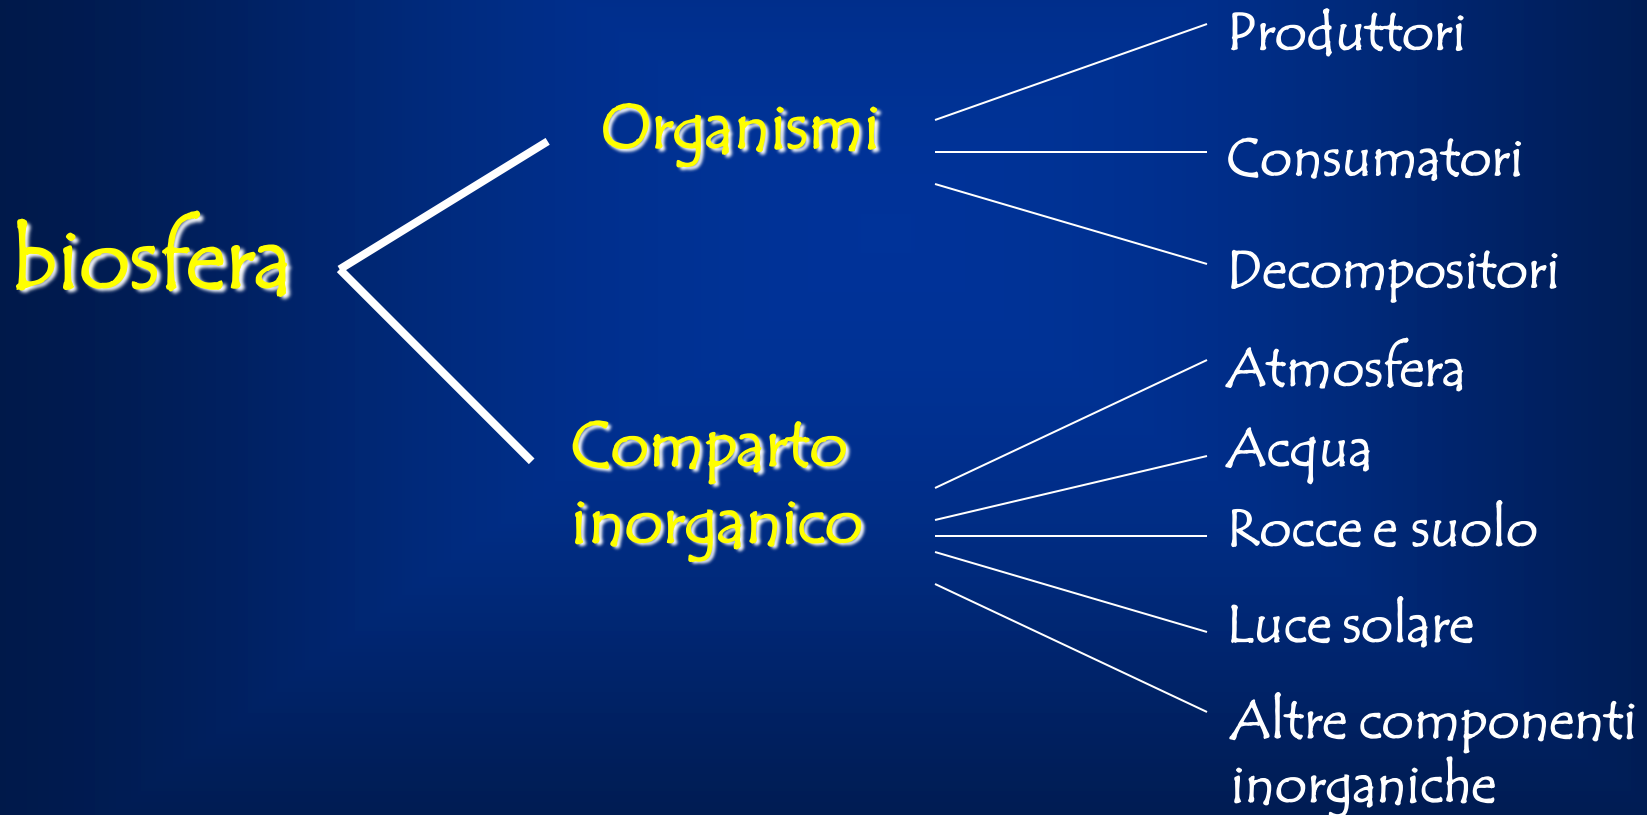 biosfera
Organismi
Produttori
Consumatori
Decompositori
Comparto
inorganico
Atmosfera
Acqua
Rocce e suolo
Luce solare
Altre componenti
inorganiche